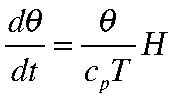 dθ/dt = θ/(c_p T) H